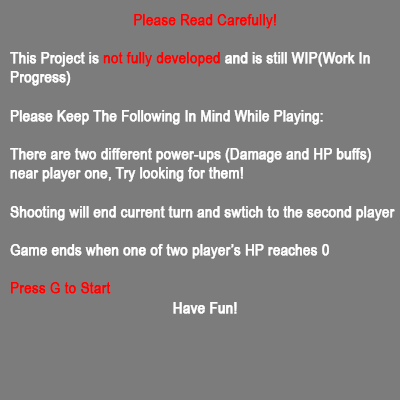 Please Read Carefully!
This Project is not fully developed and is still WIP(Work In
Progress)
Please Keep The Following In Mind While Playing:
There are two different power-ups (Damage and HP buffs)
near player one, Try looking for them!
Shooting will end current turn and swtich to the second player
Game ends when one of two player's HP reaches 0
Press G to Start
Have Fun!